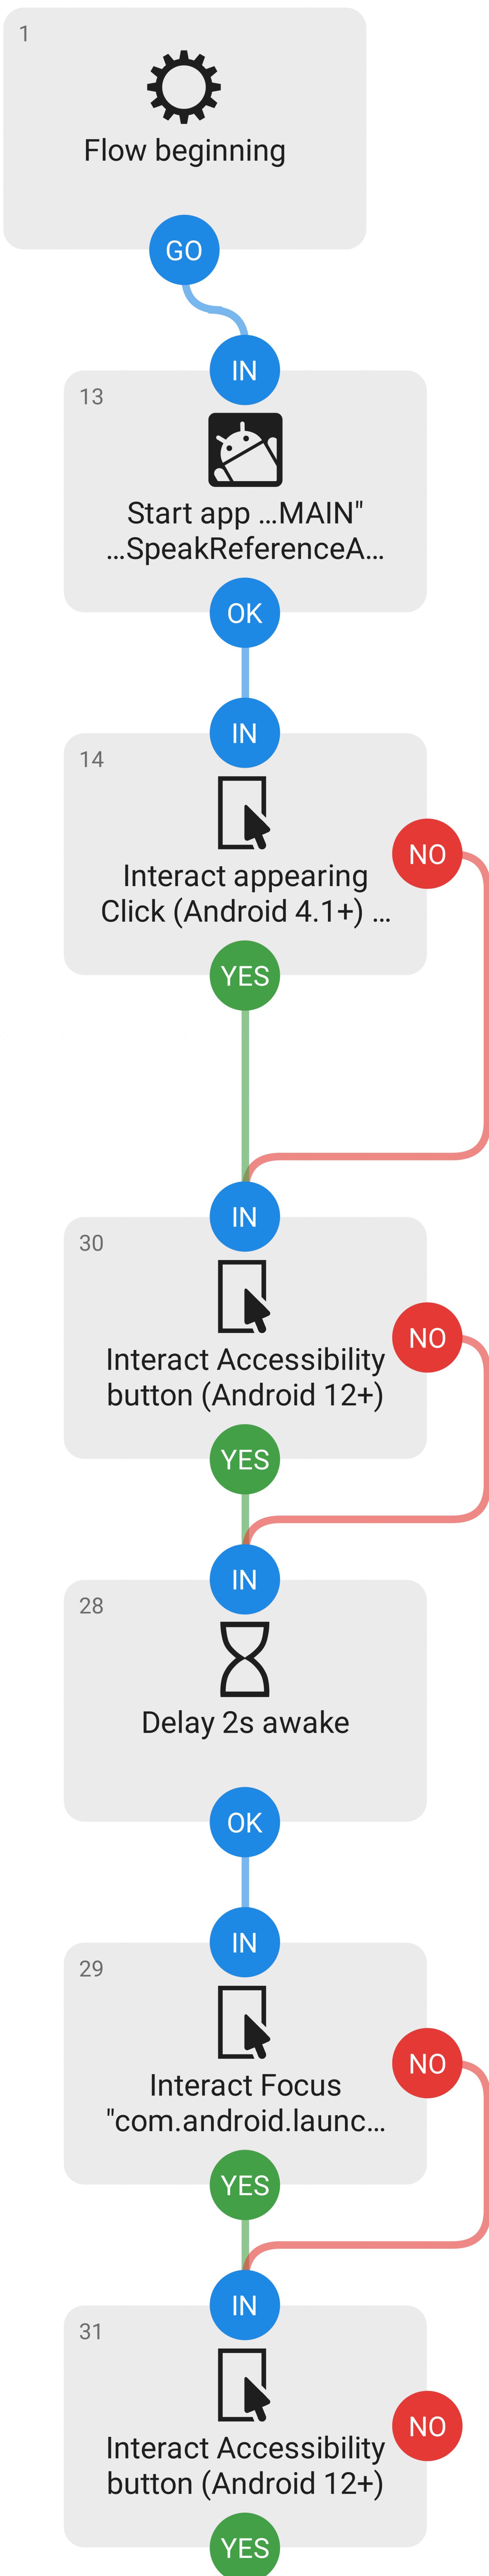 1
Flow beginning
GO
IN
13
Start app ...MAIN"
...SpeakReferenceA...
OK
IN
14
Interact appearing
Click (Android 4.1+) ...
NO
YES
IN
30
Interact Accessibility
button (Android 12+)
NO
YES
IN
28
Delay 2s awake
OK
IN
29
Interact Focus
"com.android.launc...
NO
YES
IN
31
Interact Accessibility
button (Android 12+)
NO
YES